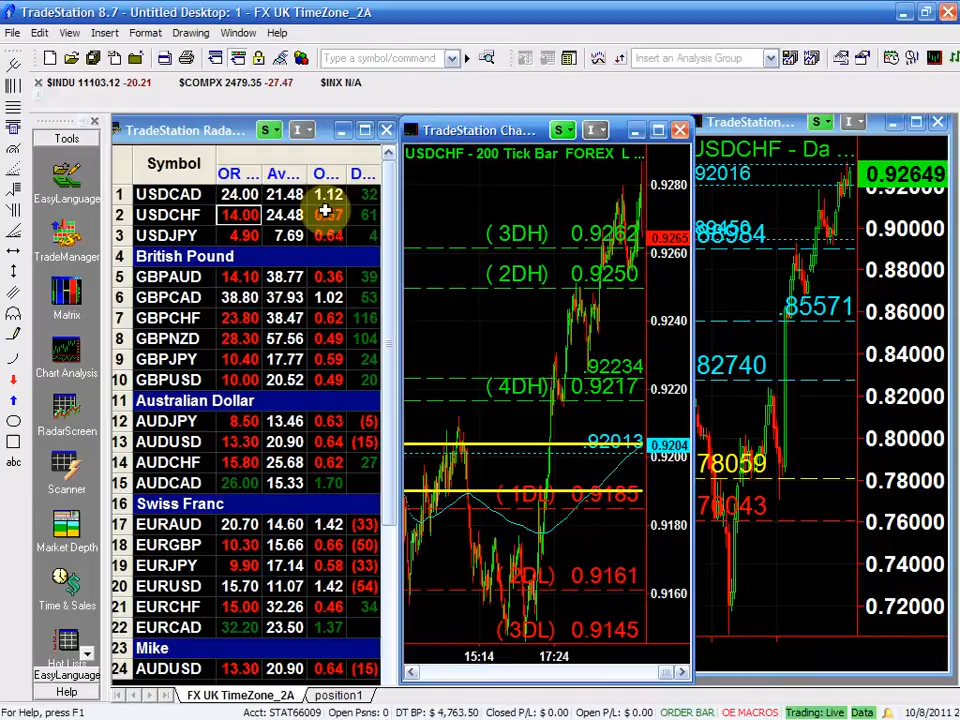 TradeStation 8.7 - Untitled Desktop: 1 - FX UK TimeZone_2A
File Edit View Insert Format Drawing Window Help
Type a symbol/command
Insert an Analysis Group
$INDU 11103.12 -20.21 $COMPX 2479.35 -27.47 $INX N/A
Tools
EasyLanguage
TradeManager
Matrix
Chart Analysis
RadarScreen
Scanner
Market Depth
Time & Sales
Hot Lists
EasyLanguage
Help
abc
TradeStation Rada... S I
Symbol OR ... Av... O... D...
1 USDCAD 24.00 21.48 1.12 32
2 USDCHF 14.00 24.48 61
3 USDJPY 4.90 7.69 0.64 4
4 British Pound
5 GBPAUD 14.10 38.77 0.36 39
6 GBPCAD 38.80 37.93 1.02 53
7 GBPCHF 23.80 38.47 0.62 116
8 GBPNZD 28.30 57.56 0.49 104
9 GBPJPY 10.40 17.77 0.59 24
10 GBPUSD 10.00 20.52 0.49 20
11 Australian Dollar
12 AUDJPY 8.50 13.46 0.63 (5)
13 AUDUSD 13.30 20.90 0.64 (15)
14 AUDCHF 15.80 25.68 0.62 27
15 AUDCAD 26.00 15.33 1.70
16 Swiss Franc
17 EURAUD 20.70 14.60 1.42 (33)
18 EURGBP 10.30 15.66 0.66 (50)
19 EURJPY 9.90 17.14 0.58 (33)
20 EURUSD 15.70 11.07 1.42 (54)
21 EURCHF 15.00 32.26 0.46 34
22 EURCAD 32.20 23.50 1.37
23 Mike
24 AUDUSD 13.30 20.90 0.64 (15)
TradeStation Cha... S I
USDCHF - 200 Tick Bar FOREX L ...
( 3DH) 0.9262
( 2DH) 0.9250
.92234
( 4DH) 0.9217
.92013
( 1DL) 0.9185
( 2DL) 0.9161
(3DL) 0.9145
0.9280
0.9265
0.9260
0.9240
0.9220
0.9204
0.9200
0.9180
0.9160
15:14 17:24
TradeStation... S I
USDCHF - Da ...
.92016
.88984
.85571
.82740
.78059
.76043
0.92649
0.90000
0.88000
0.86000
0.84000
0.82000
0.80000
0.78000
0.76000
0.74000
0.72000
FX UK TimeZone_2A position1
For Help, press F1 Acct: STAT66009 Open Psns: 0 DT BP: $ 4,763.50 Closed P/L: $ 0.00 Open P/L: $ 0.00 ORDER BAR OE MACROS Trading: Live Data 10/8/2011 2